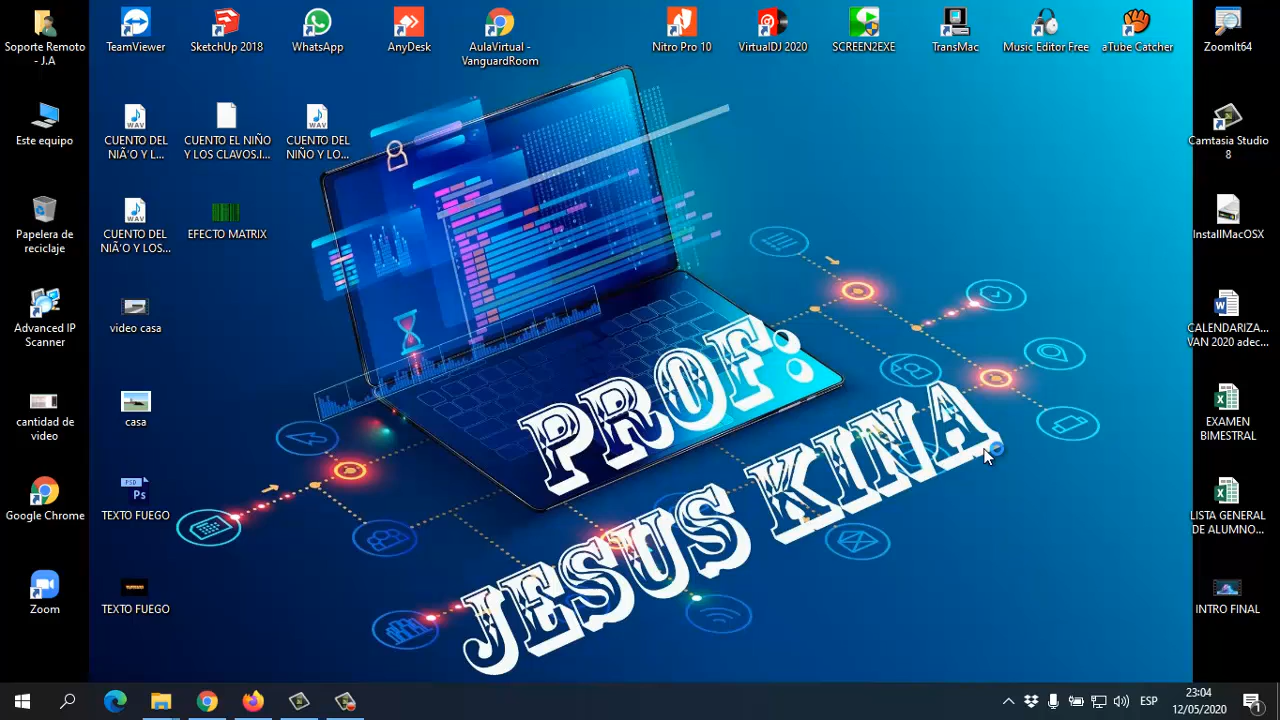 Soporte Remoto
- J.A
TeamViewer
SketchUp 2018
WhatsApp
AnyDesk
AulaVirtual -
VanguardRoom
Nitro Pro 10
VirtualDJ 2020
SCREEN2EXE
TransMac
Music Editor Free
aTube Catcher
ZoomIt64
Este equipo
CUENTO DEL
NIÃ'O Y L...
CUENTO EL NIÑO
Y LOS CLAVOS.l...
CUENTO DEL
NIÑO Y LO...
Camtasia Studio
8
Papelera de
reciclaje
CUENTO DEL
NIÃ'O Y LOS...
EFECTO MATRIX
InstallMacOSX
Advanced IP
Scanner
video casa
CALENDARIZA...
VAN 2020 adec...
cantidad de
video
casa
EXAMEN
BIMESTRAL
Google Chrome
TEXTO FUEGO
LISTA GENERAL
DE ALUMNO...
Zoom
TEXTO FUEGO
INTRO FINAL
PROF:
JESUS KINA
ESP
23:04
12/05/2020
1